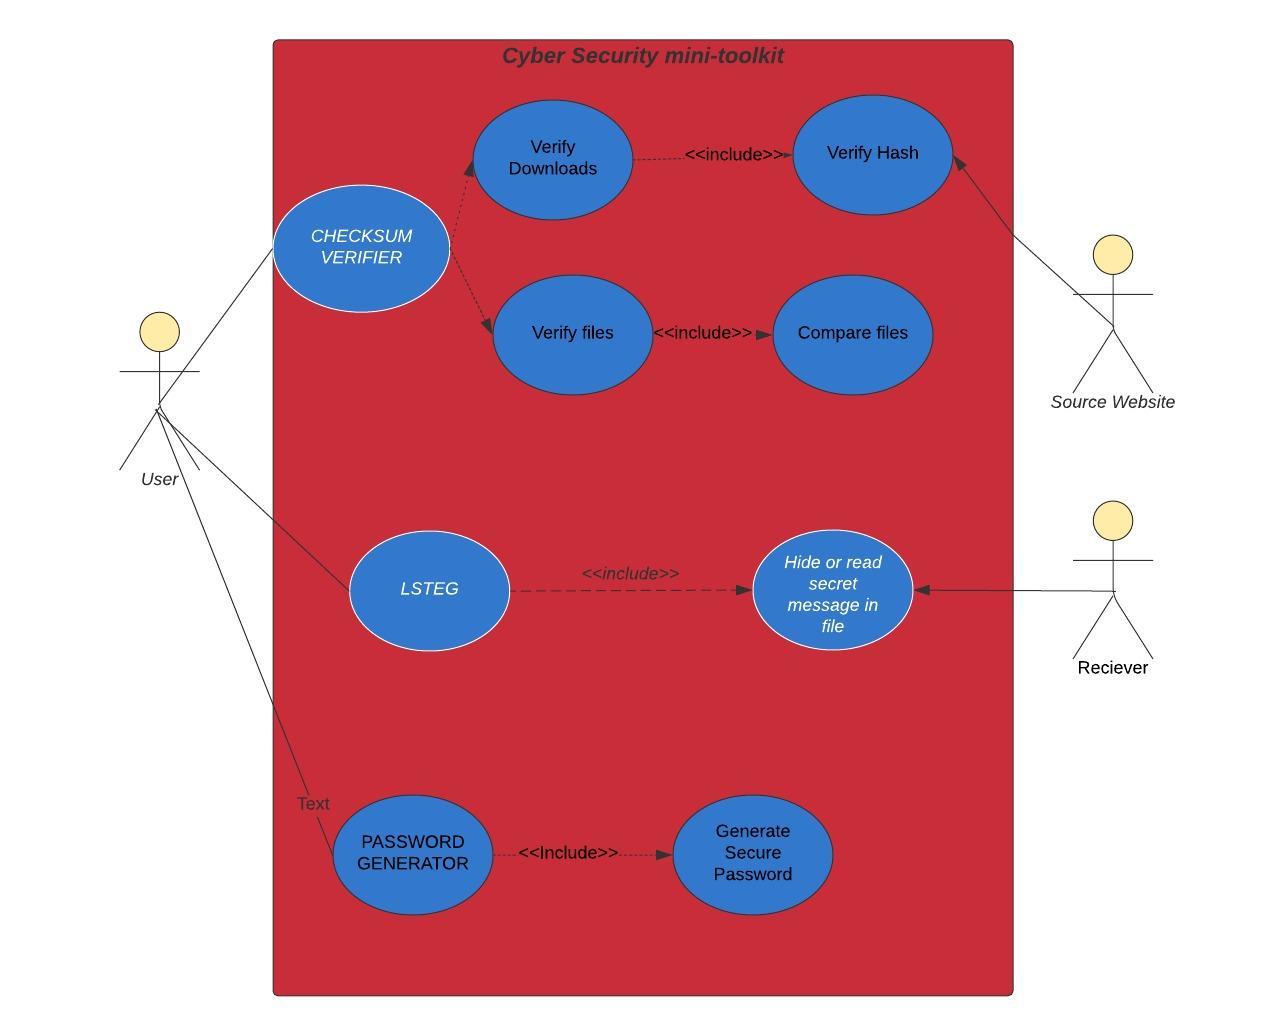 Cyber Security mini-toolkit
Verify
Downloads
<<include>>
Verify Hash
CHECKSUM
VERIFIER
Verify files
<<include>>
Compare files
Source Website
User
LSTEG
<<include>>
Hide or read
secret
message in
file
Reciever
Text
PASSWORD
GENERATOR
<<Include>>
Generate
Secure
Password